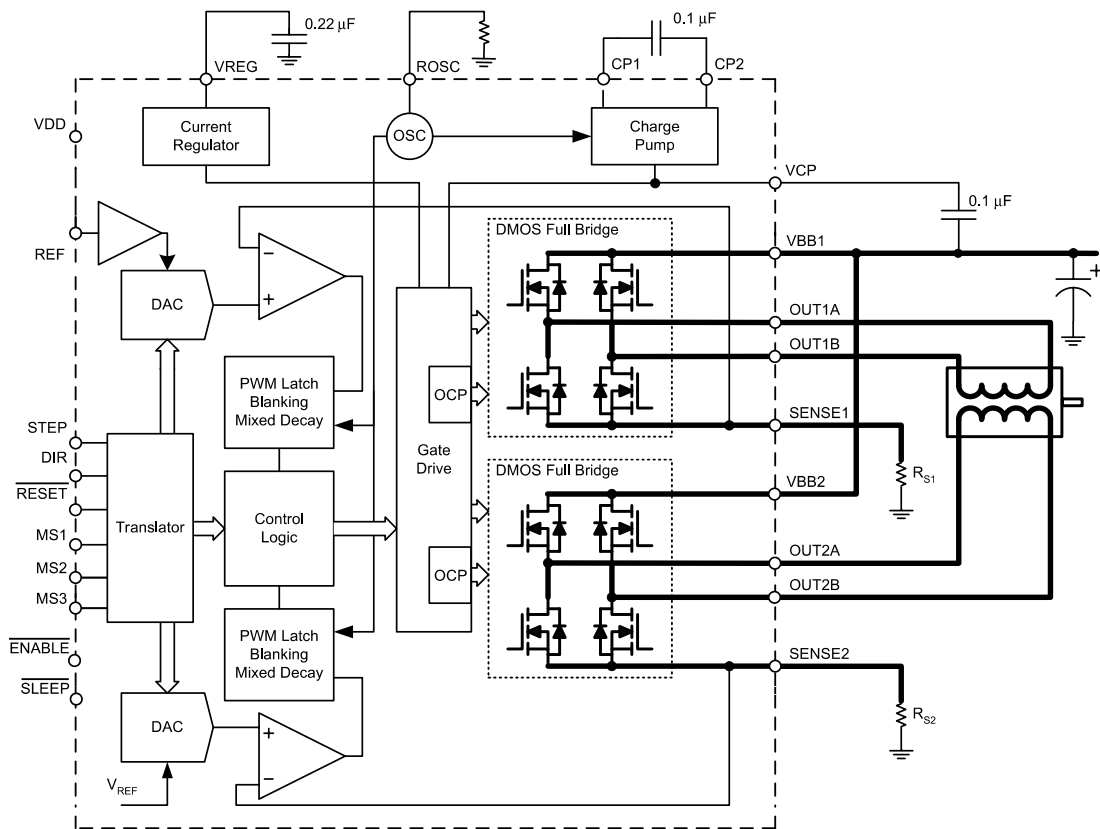 0.22 µF
0.1 µF
VREG
ROSC
CP1
CP2
VDD
Current
Regulator
OSC
Charge
Pump
VCP
0.1 µF
REF
DMOS Full Bridge
VBB1
+
DAC
−
+
OUT1A
OUT1B
PWM Latch
Blanking
Mixed Decay
OCP
SENSE1
STEP
DIR
RESET
MS1
MS2
MS3
Translator
Control
Logic
Gate
Drive
DMOS Full Bridge
RS1
VBB2
OUT2A
OCP
OUT2B
PWM Latch
Blanking
Mixed Decay
ENABLE
SLEEP
SENSE2
DAC
+
−
RS2
VREF